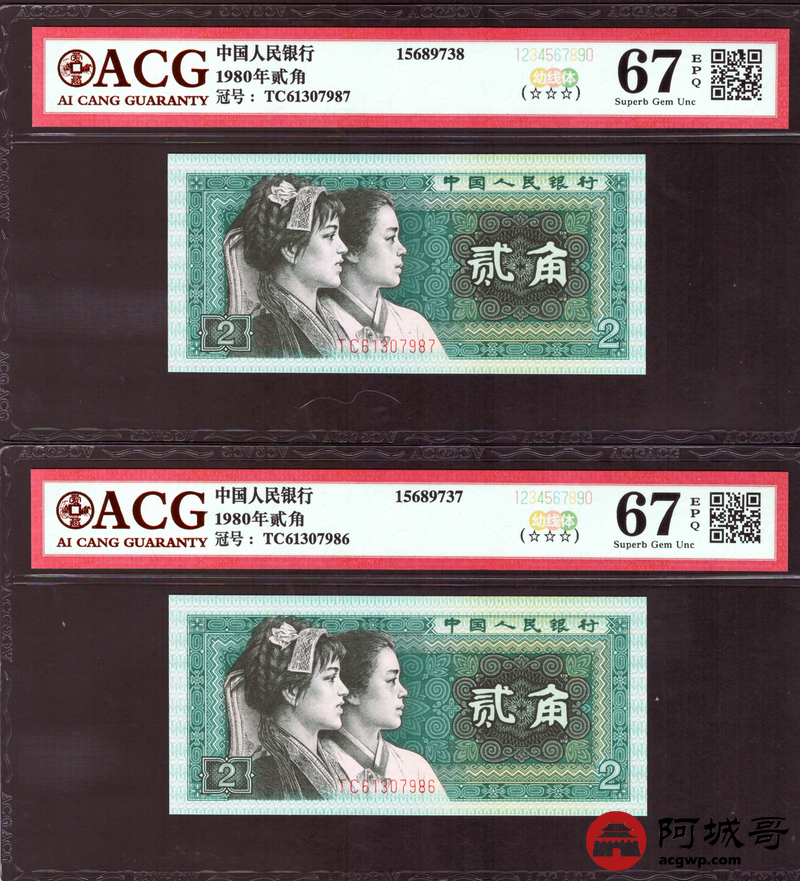 ACG
AI CANG GUARANTY
中国人民银行
1980年贰角
冠号： TC61307987
15689738
1234567890
幼线体
(☆☆☆)
67
EPQ
Superb Gem Unc
中国人民银行
贰角
2
TC61307987
2
ACG
AI CANG GUARANTY
中国人民银行
1980年贰角
冠号： TC61307986
15689737
1234567890
幼线体
(☆☆☆)
67
EPQ
Superb Gem Unc
中国人民银行
贰角
2
TC61307986
2
阿城哥
acgwp.com